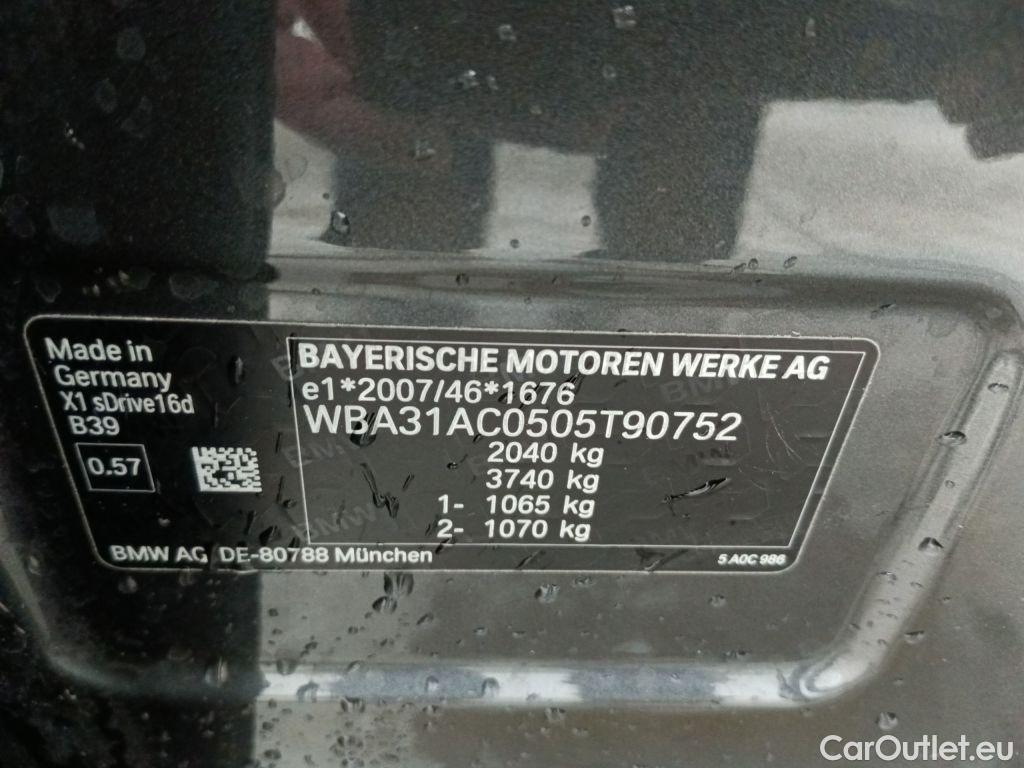 Made in
Germany
X1 sDrive16d
B39
0.57
BAYERISCHE MOTOREN WERKE AG
e1*2007/46*1676
WBA31AC0505T90752
2040 kg
3740 kg
1- 1065 kg
2- 1070 kg
BMW AG, DE-80788 München
5 A0C 986
CarOutlet.eu